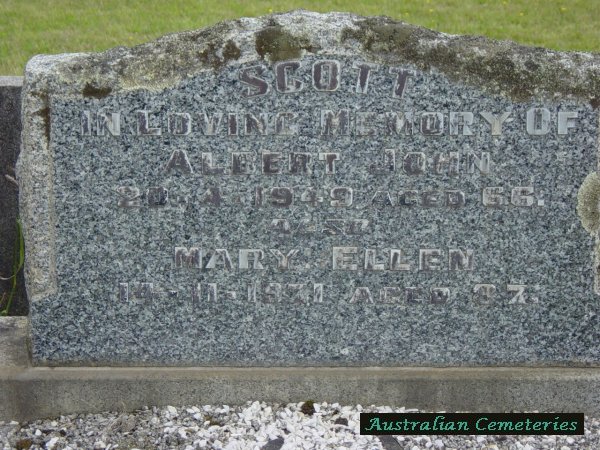 SCOTT
IN LOVING MEMORY OF
ALBERT JOHN
20-4-1949 AGED 66.
ALSO
MARY ELLEN
14-11-1971 AGED 87.
Australian Cemeteries